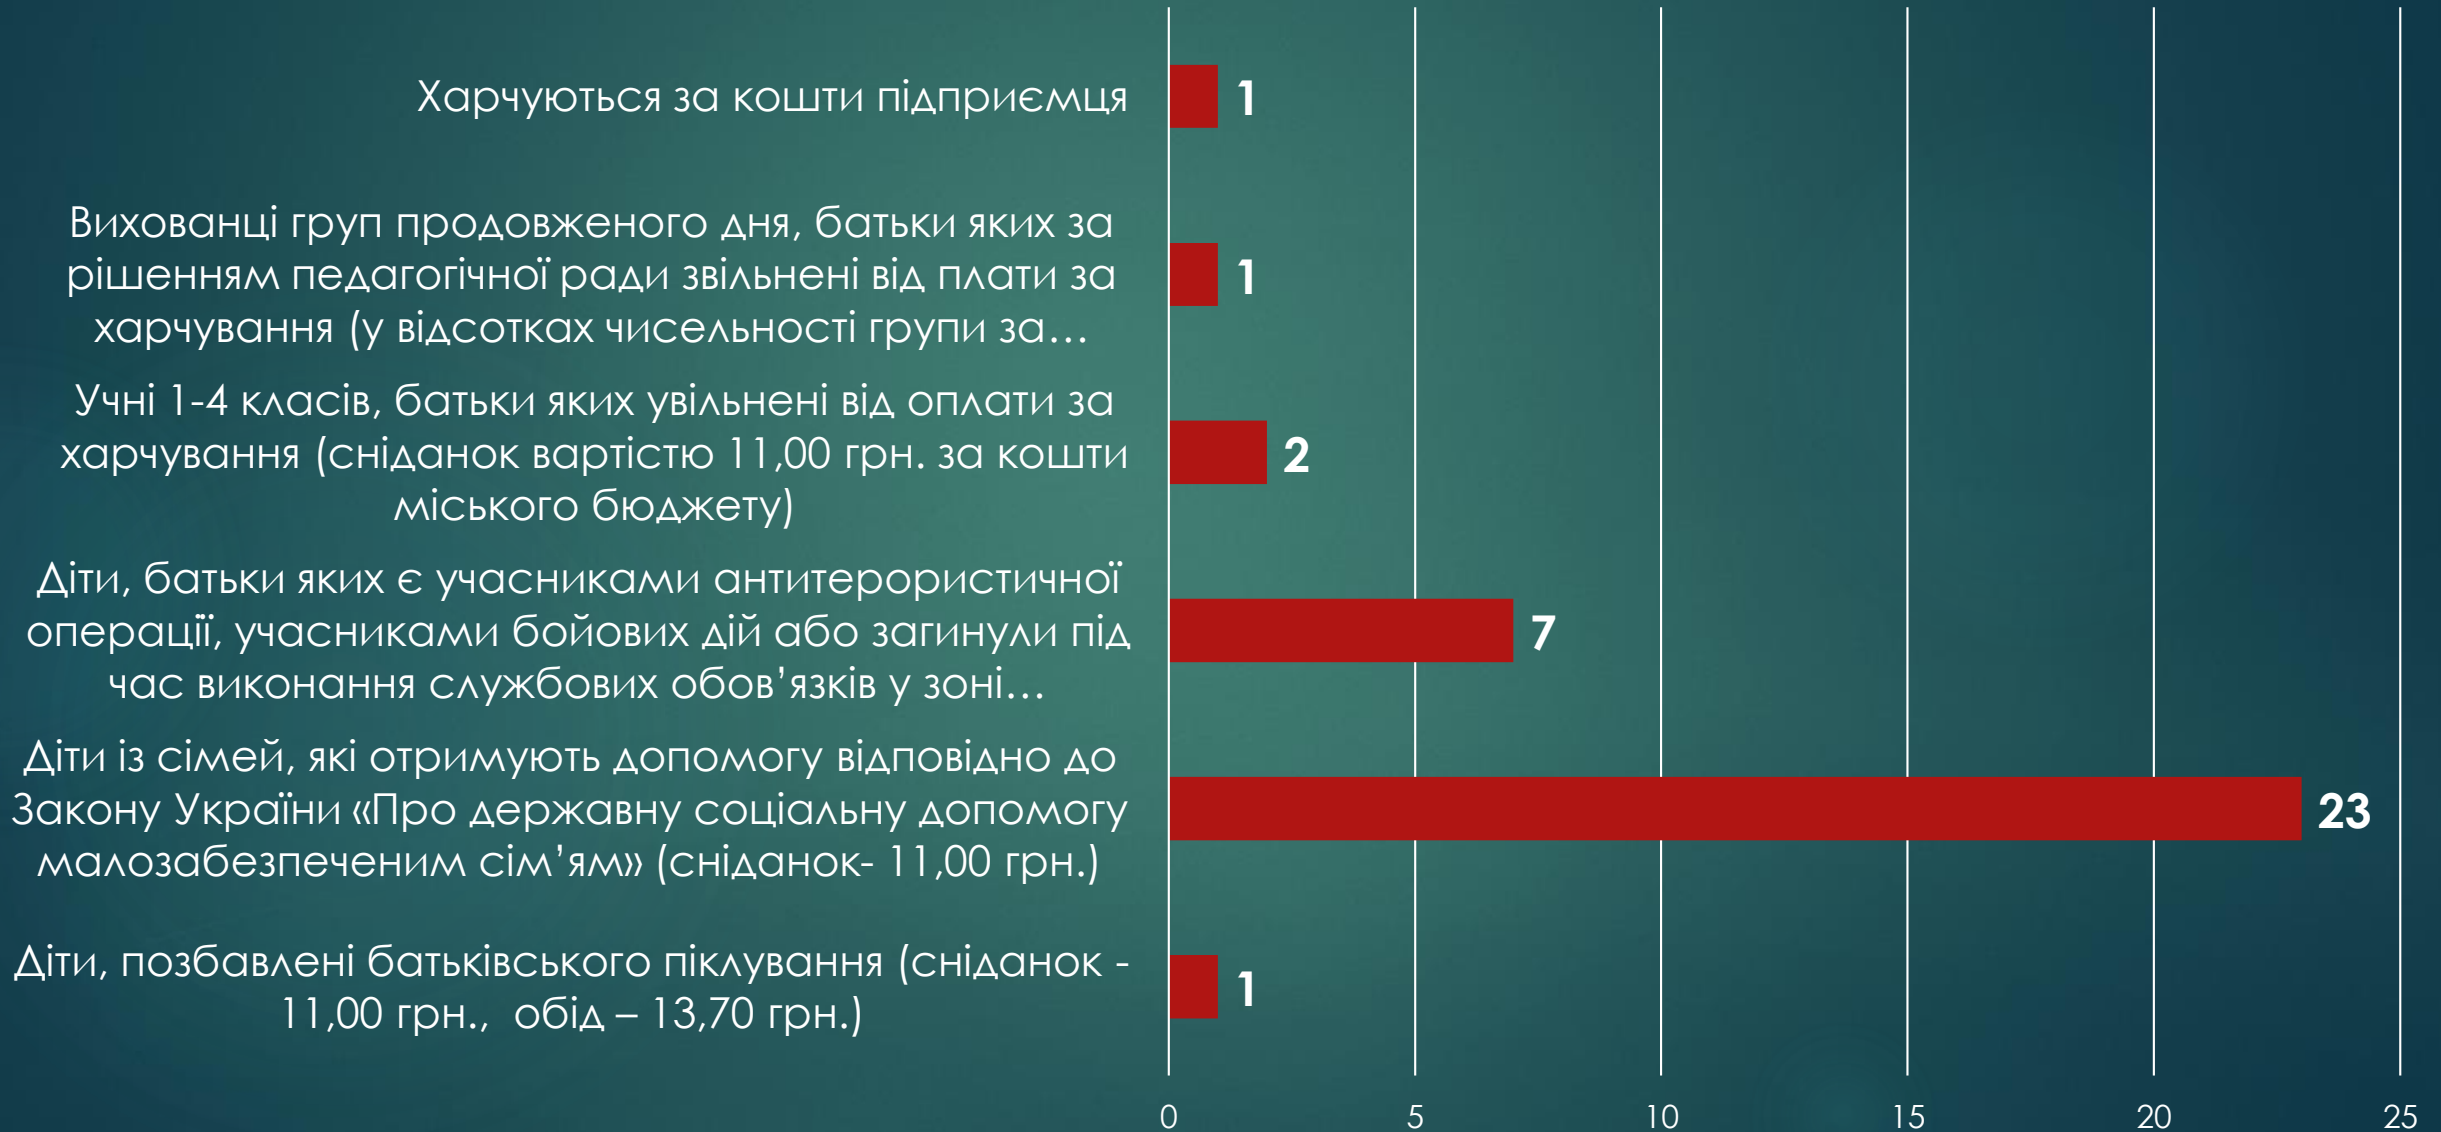 Харчуються за кошти підприємця
1
Вихованці груп продовженого дня, батьки яких за
рішенням педагогічної ради звільнені від плати за
харчування (у відсотках чисельності групи за…
1
Учні 1-4 класів, батьки яких увільнені від оплати за
харчування (сніданок вартістю 11,00 грн. за кошти
міського бюджету)
2
Діти, батьки яких є учасниками антитерористичної
операції, учасниками бойових дій або загинули під
час виконання службових обов’язків у зоні…
7
Діти із сімей, які отримують допомогу відповідно до
Закону України «Про державну соціальну допомогу
малозабезпеченим сім’ям» (сніданок- 11,00 грн.)
23
Діти, позбавлені батьківського піклування (сніданок -
11,00 грн., обід – 13,70 грн.)
1
0 5 10 15 20 25